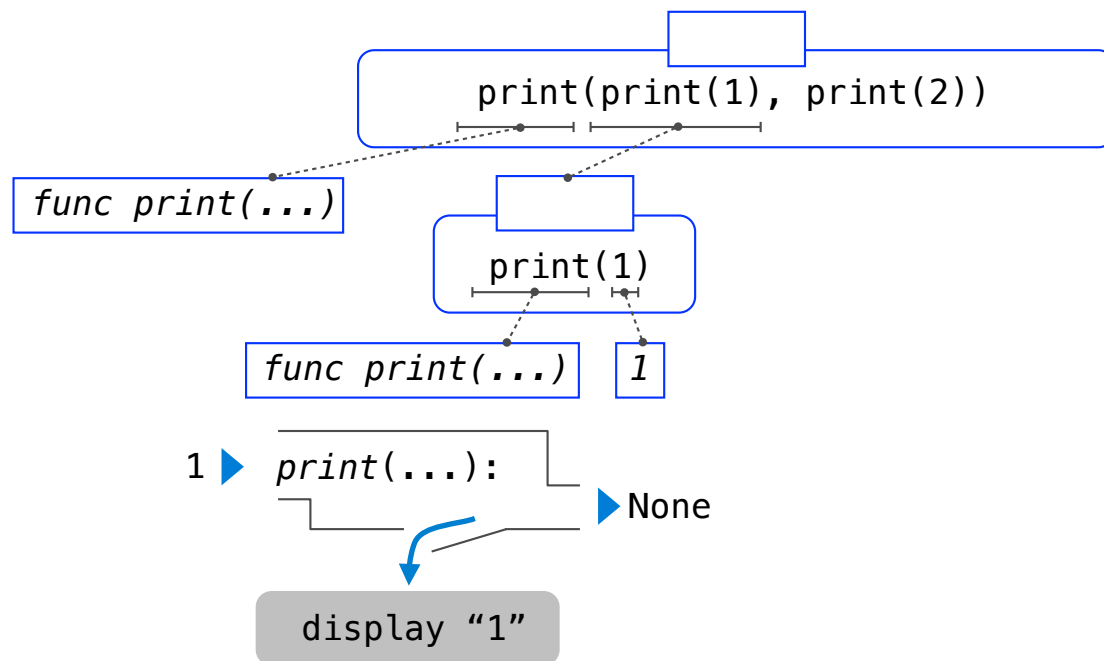 print(print(1), print(2))
func print(...)
print(1)
func print(...)
1
1
print(...):
None
display “1”